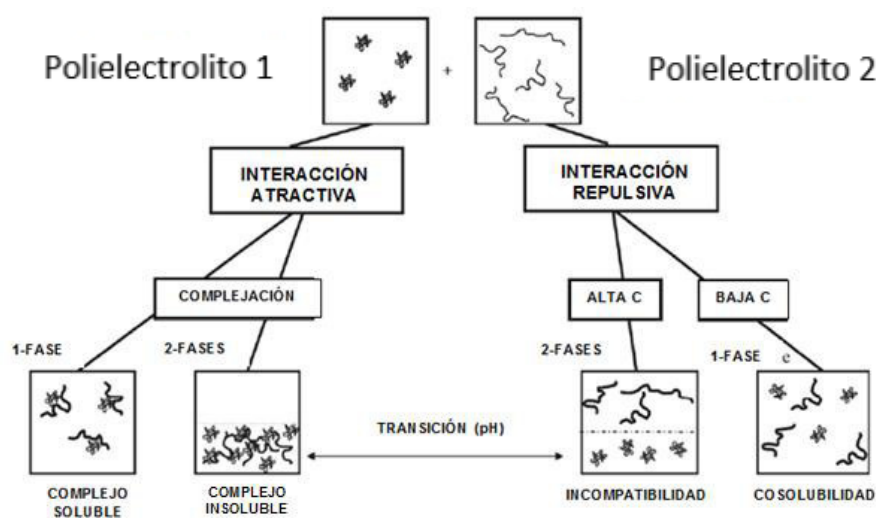 Polielectrolito 1
+
Polielectrolito 2
INTERACCIÓN
ATRACTIVA
INTERACCIÓN
REPULSIVA
COMPLEJACIÓN
ALTA C
BAJA C
1-FASE
2-FASES
2-FASES
1-FASE e
TRANSICIÓN (pH)
COMPLEJO
SOLUBLE
COMPLEJO
INSOLUBLE
INCOMPATIBILIDAD
COSOLUBILIDAD